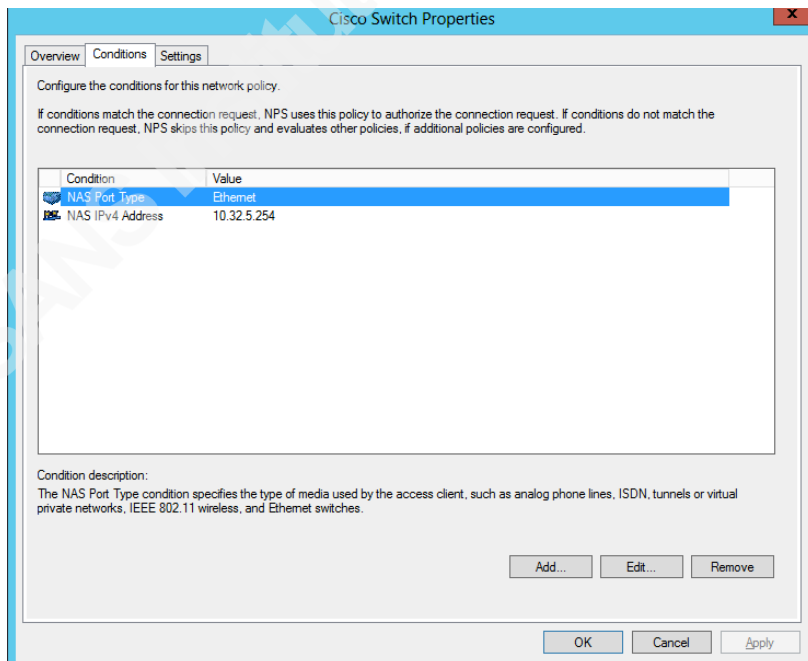 Cisco Switch Properties
x
Overview Conditions Settings
Configure the conditions for this network policy.
If conditions match the connection request, NPS uses this policy to authorize the connection request. If conditions do not match the
connection request, NPS skips this policy and evaluates other policies, if additional policies are configured.
Condition Value
NAS Port Type Ethernet
NAS IPv4 Address 10.32.5.254
Condition description:
The NAS Port Type condition specifies the type of media used by the access client, such as analog phone lines, ISDN, tunnels or virtual
private networks, IEEE 802.11 wireless, and Ethernet switches.
Add... Edit... Remove
OK Cancel Apply
SANS